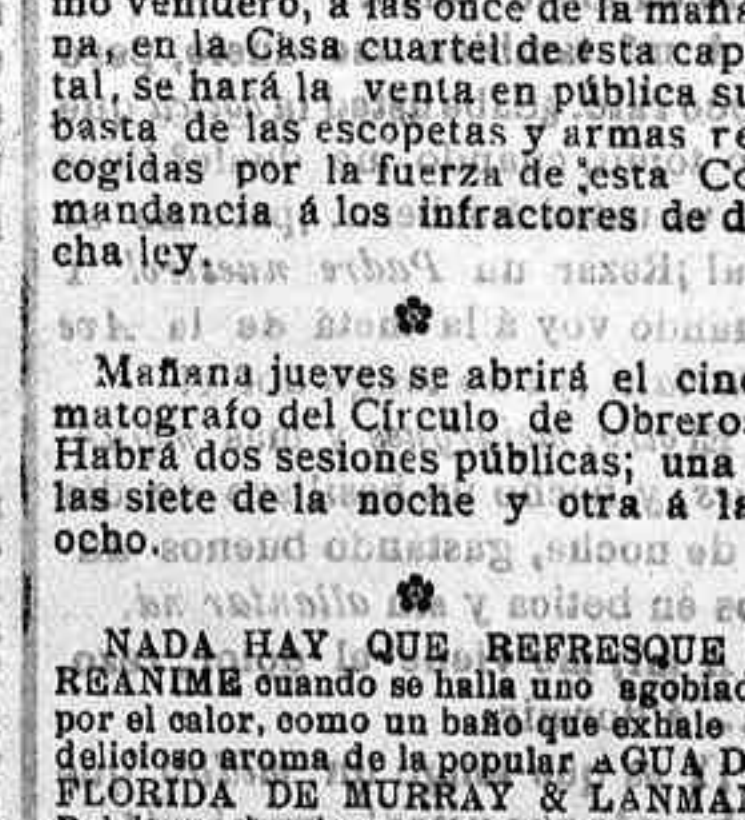 mo venidero, á las once de la maña
na, en la Casa cuartel de esta cap
tal, se hará la venta en pública su
basta de las escopetas y armas re
cogidas por la fuerza de esta Co
mandancia á los infractores de d
cha ley.
Mañana jueves se abrirá el cine
matografo del Círculo de Obreros
Habrá dos sesiones públicas; una
las siete de la noche y otra á la
ocho.
NADA HAY QUE REFRESQUE
REANIME cuando se halla uno agobiad
por el calor, como un baño que exhale
delicioso aroma de la popular AGUA D
FLORIDA DE MURRAY & LANMAN